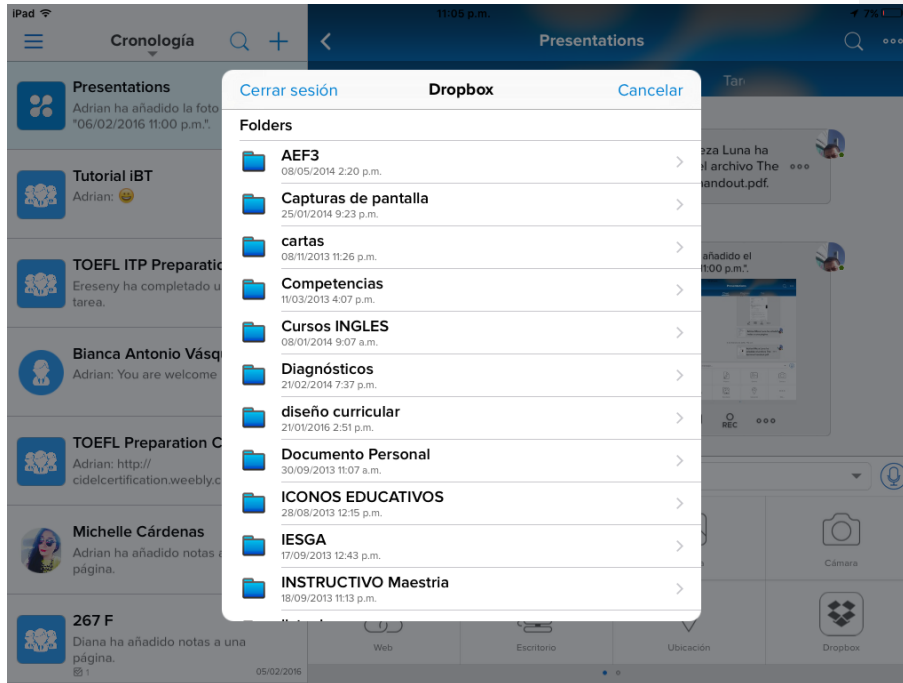 iPad
11:05 p.m.
7%
Cronología
Presentations
Presentations
Adrian ha añadido la foto
"06/02/2016 11:00 p.m.".
Tutorial iBT
Adrian: 😀
TOEFL ITP Preparatio
Ereseny ha completado u
tarea.
Bianca Antonio Vásq
Adrian: You are welcome
TOEFL Preparation C
Adrian: http://
cidelcertification.weebly.c
Michelle Cárdenas
Adrian ha añadido notas a
página.
267 F
Diana ha añadido notas a una
página.
1
05/02/2016
Cerrar sesión
Dropbox
Cancelar
Folders
AEF3
08/05/2014 2:20 p.m.
Capturas de pantalla
25/01/2014 9:23 p.m.
cartas
08/11/2013 11:26 p.m.
Competencias
11/03/2013 4:07 p.m.
Cursos INGLES
08/01/2014 9:07 a.m.
Diagnósticos
21/02/2014 7:37 p.m.
diseño curricular
21/01/2016 2:51 p.m.
Documento Personal
30/09/2013 11:07 a.m.
ICONOS EDUCATIVOS
28/08/2013 12:15 p.m.
IESGA
17/09/2013 12:43 p.m.
INSTRUCTIVO Maestria
18/09/2013 11:13 p.m.
Tar
eza Luna ha
el archivo The
handout.pdf.
añadido el
11:00 p.m.".
REC
Cámara
Web
Escritorio
Ubicación
Dropbox